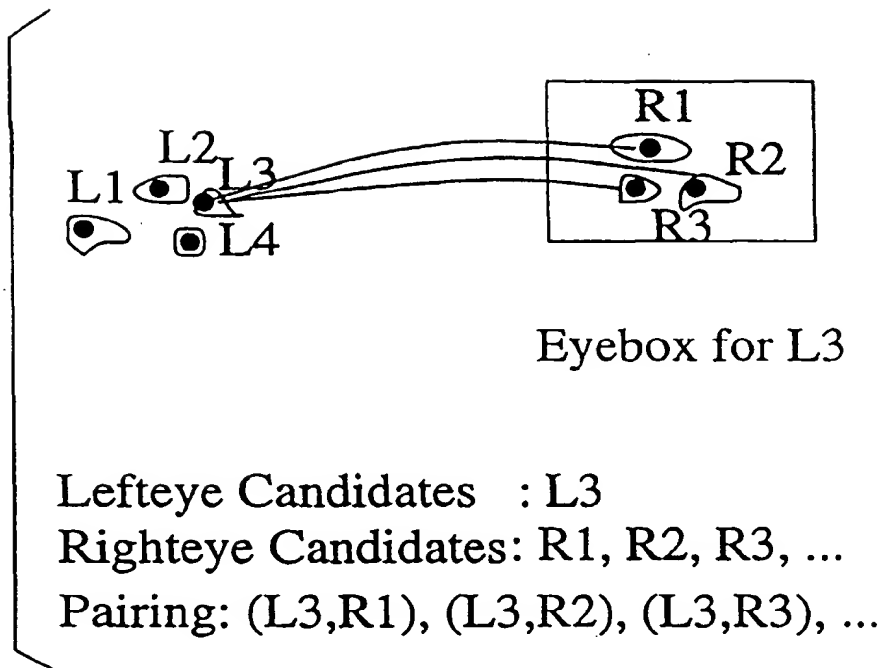 R1
L2
L3
R2
L1
R3
L4
Eyebox for L3
Lefteye Candidates : L3
Righteye Candidates: R1, R2, R3, ...
Pairing: (L3,R1), (L3,R2), (L3,R3), ...